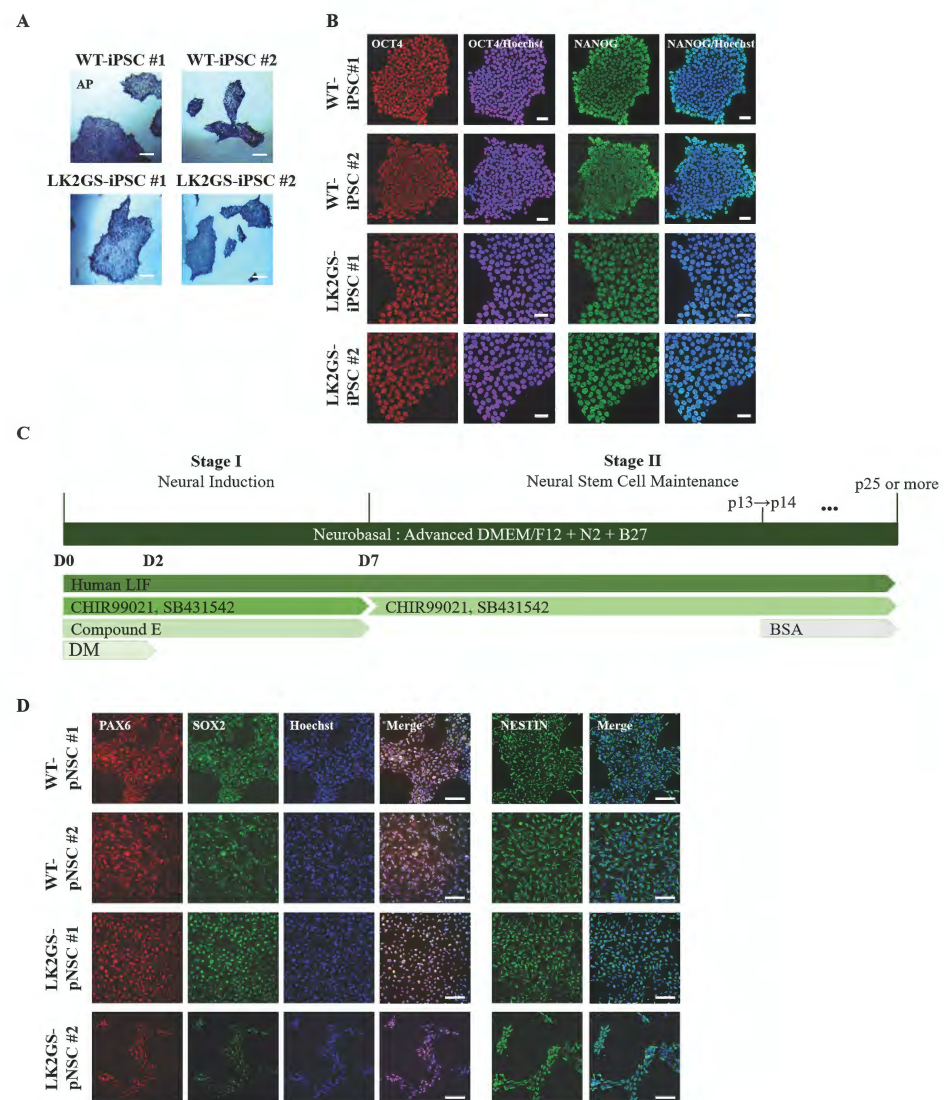 A
WT-iPSC #1
WT-iPSC #2
AP
LK2GS-iPSC #1
LK2GS-iPSC #2
B
OCT4
OCT4/Hoechst
NANOG
NANOG/Hoechst
WT-
iPSC#1
WT-
iPSC #2
LK2GS-
iPSC #1
LK2GS-
iPSC #2
C
Stage I
Neural Induction
Stage II
Neural Stem Cell Maintenance
p13→p14
...
p25 or more
Neurobasal : Advanced DMEM/F12 + N2 + B27
D0
D2
D7
Human LIF
CHIR99021, SB431542
CHIR99021, SB431542
Compound E
BSA
DM
D
PAX6
SOX2
Hoechst
Merge
NESTIN
Merge
WT-
pNSC #1
WT-
pNSC #2
LK2GS-
pNSC #1
LK2GS-
pNSC #2